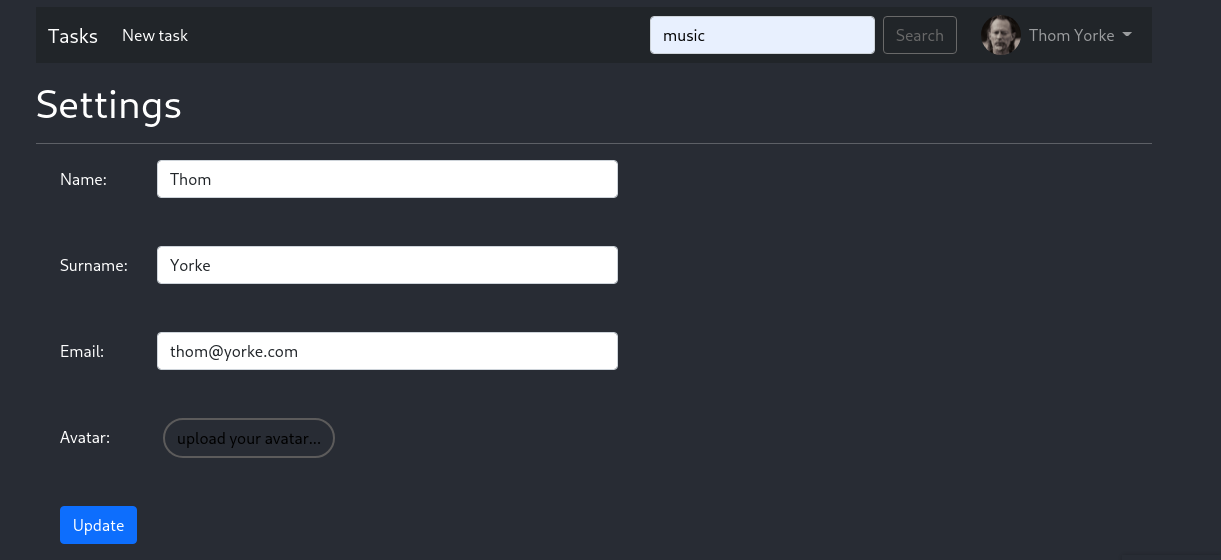 Tasks New task music Search Thom Yorke
Settings
Name: Thom
Surname: Yorke
Email: thom@yorke.com
Avatar: upload your avatar...
Update